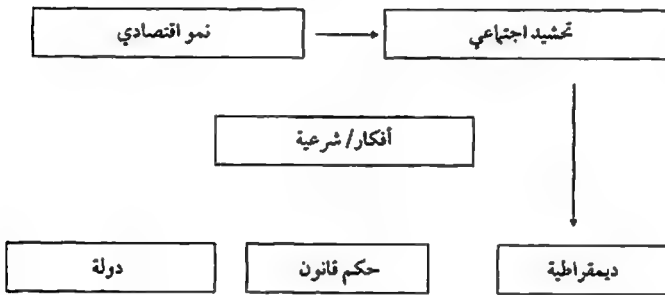 تحشيد اجتماعي
نمو اقتصادي
أفكار/ شرعية
ديمقراطية
حكم قانون
دولة